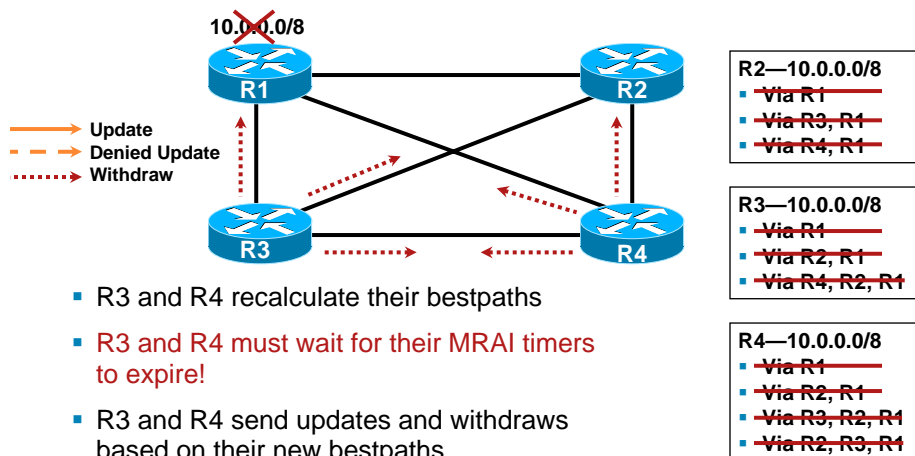 10.0.0.0/8
R1
R2
Update
Denied Update
Withdraw
R3
R4
R3 and R4 recalculate their bestpaths
R3 and R4 must wait for their MRAI timers
to expire!
R3 and R4 send updates and withdraws
based on their new bestpaths
R2—10.0.0.0/8
Via R1
Via R3, R1
Via R4, R1
R3—10.0.0.0/8
Via R1
Via R2, R1
Via R4, R2, R1
R4—10.0.0.0/8
Via R1
Via R2, R1
Via R3, R2, R1
Via R2, R3, R1